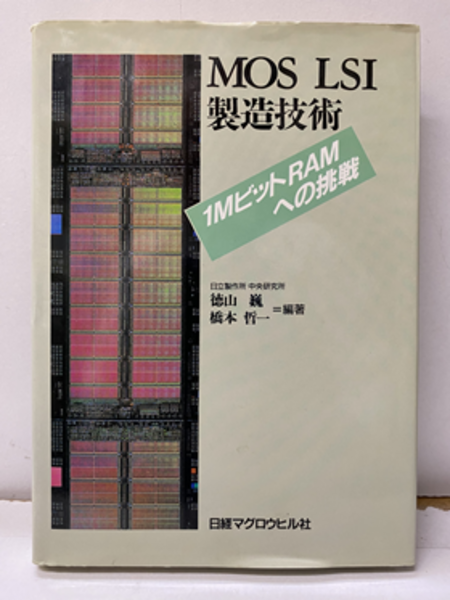 MOS LSI
製造技術
1MビットRAM
への挑戦
日立製作所 中央研究所
徳山 巍
橋本 哲一
=編著
日経マグロウヒル社